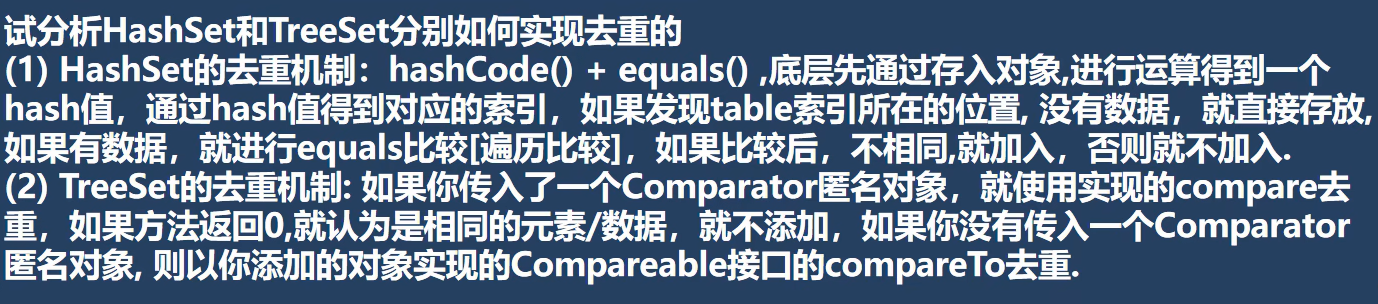 试分析HashSet和TreeSet分别如何实现去重的
(1) HashSet的去重机制：hashCode() + equals() ,底层先通过存入对象,进行运算得到一个
hash值，通过hash值得到对应的索引，如果发现table索引所在的位置, 没有数据，就直接存放,
如果有数据，就进行equals比较[遍历比较]，如果比较后，不相同,就加入，否则就不加入.
(2) TreeSet的去重机制: 如果你传入了一个Comparator匿名对象，就使用实现的compare去
重，如果方法返回0,就认为是相同的元素/数据，就不添加，如果你没有传入一个Comparator
匿名对象, 则以你添加的对象实现的Compareable接口的compareTo去重.